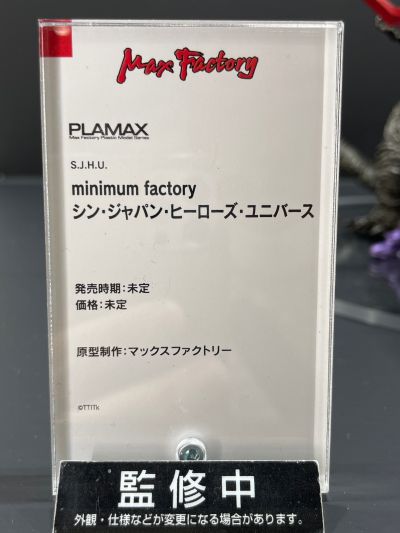 Max Factory
PLAMAX
Max Factory Plastic Model Series
S.J.H.U.
minimum factory
シン・ジャパン・ヒーローズ・ユニバース
発売時期：未定
価格：未定
原型制作：マックスファクトリー
©TTITk
監修中
外観・仕様などが変更になる場合があります。